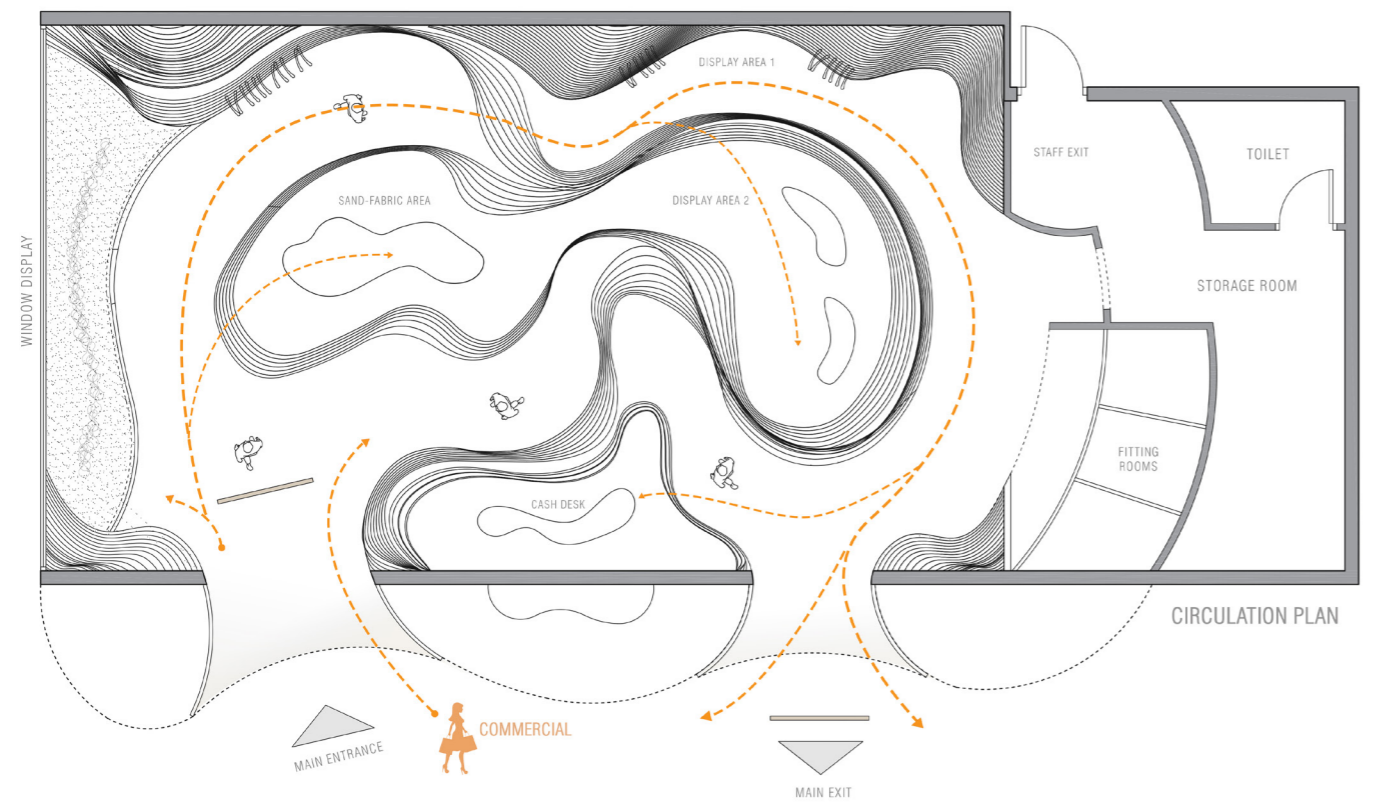 DISPLAY AREA 1
STAFF EXIT
TOILET
SAND-FABRIC AREA
DISPLAY AREA 2
WINDOW DISPLAY
STORAGE ROOM
FITTING
ROOMS
CASH DESK
CIRCULATION PLAN
COMMERCIAL
MAIN ENTRANCE
MAIN EXIT